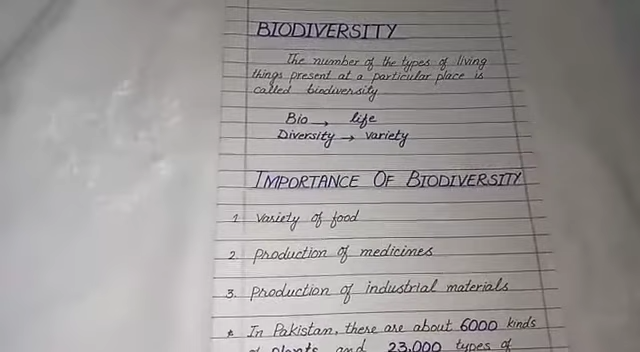 BIODIVERSITY
The number of the types of living
things present at a particular place is
called biodiversity
Bio → life
Diversity → variety
IMPORTANCE OF BIODIVERSITY
1 Variety of food
2. Production of medicines
3. Production of industrial materials
* In Pakistan, there are about 6000 kinds
of plants and 23,000 types of